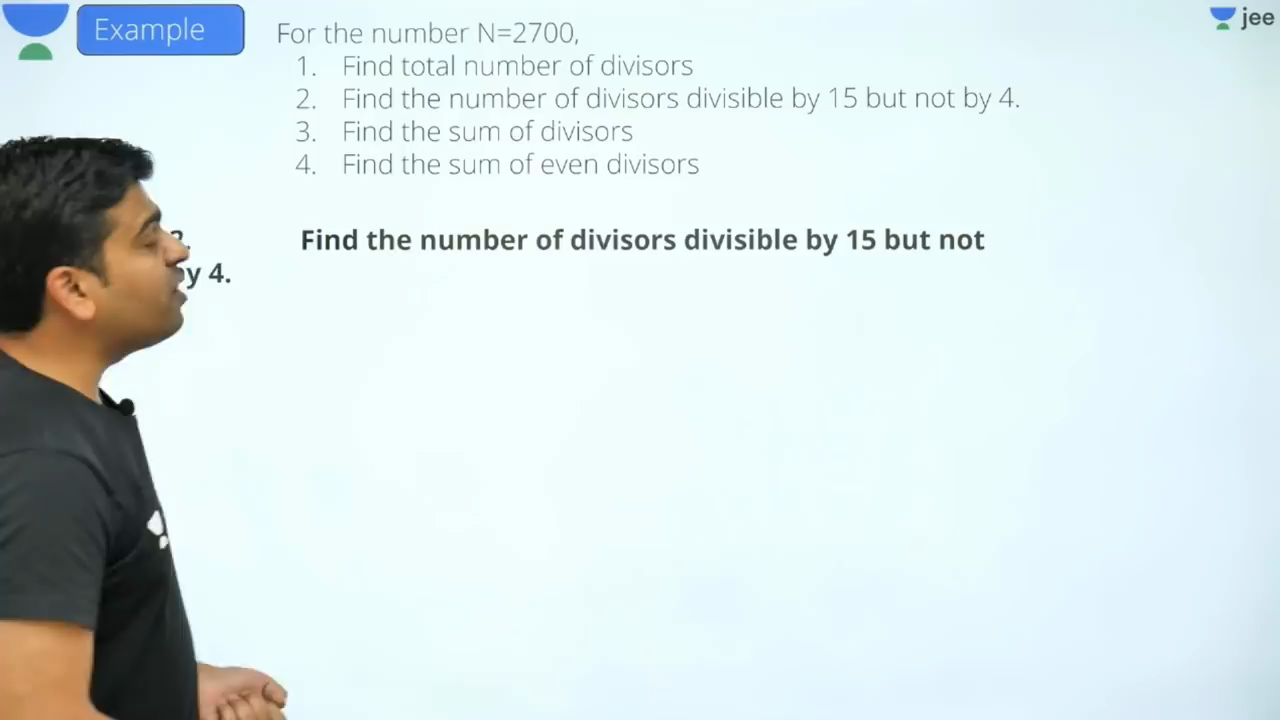 Example
For the number N=2700,
1. Find total number of divisors
2. Find the number of divisors divisible by 15 but not by 4.
3. Find the sum of divisors
4. Find the sum of even divisors
Find the number of divisors divisible by 15 but not
4.
jee